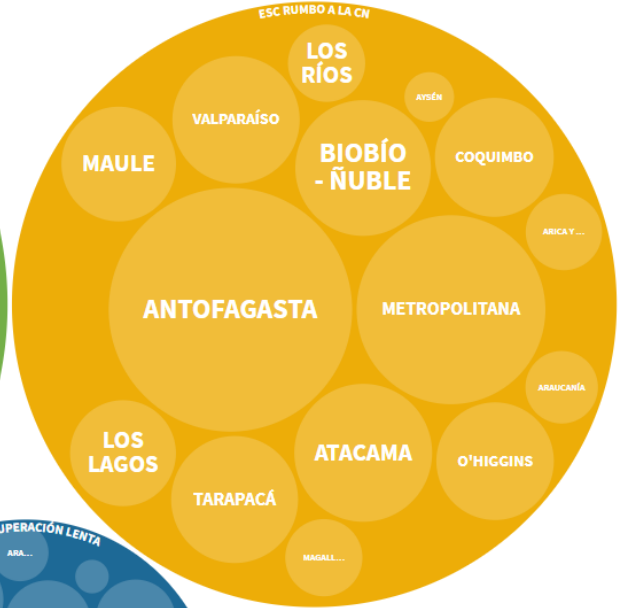 ESC RUMBO A LA CN
LOS
RÍOS
AYSÉN
VALPARAÍSO
BIOBÍO
- ÑUBLE
COQUIMBO
MAULE
ARICA Y ...
ANTOFAGASTA
METROPOLITANA
ARAUCANÍA
LOS
LAGOS
ATACAMA
O'HIGGINS
TARAPACÁ
MAGALL...
UPERACIÓN LENTA
ARA...